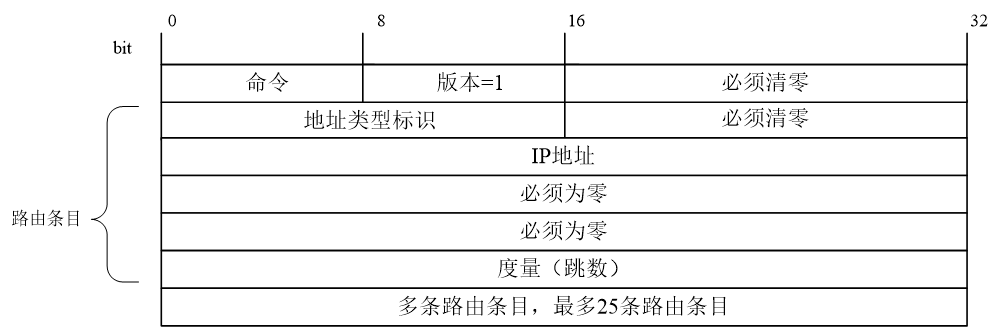 0 8 16 32
bit
命令 版本=1 必须清零
地址类型标识 必须清零
IP地址
必须为零
路由条目
必须为零
度量（跳数）
多条路由条目，最多25条路由条目